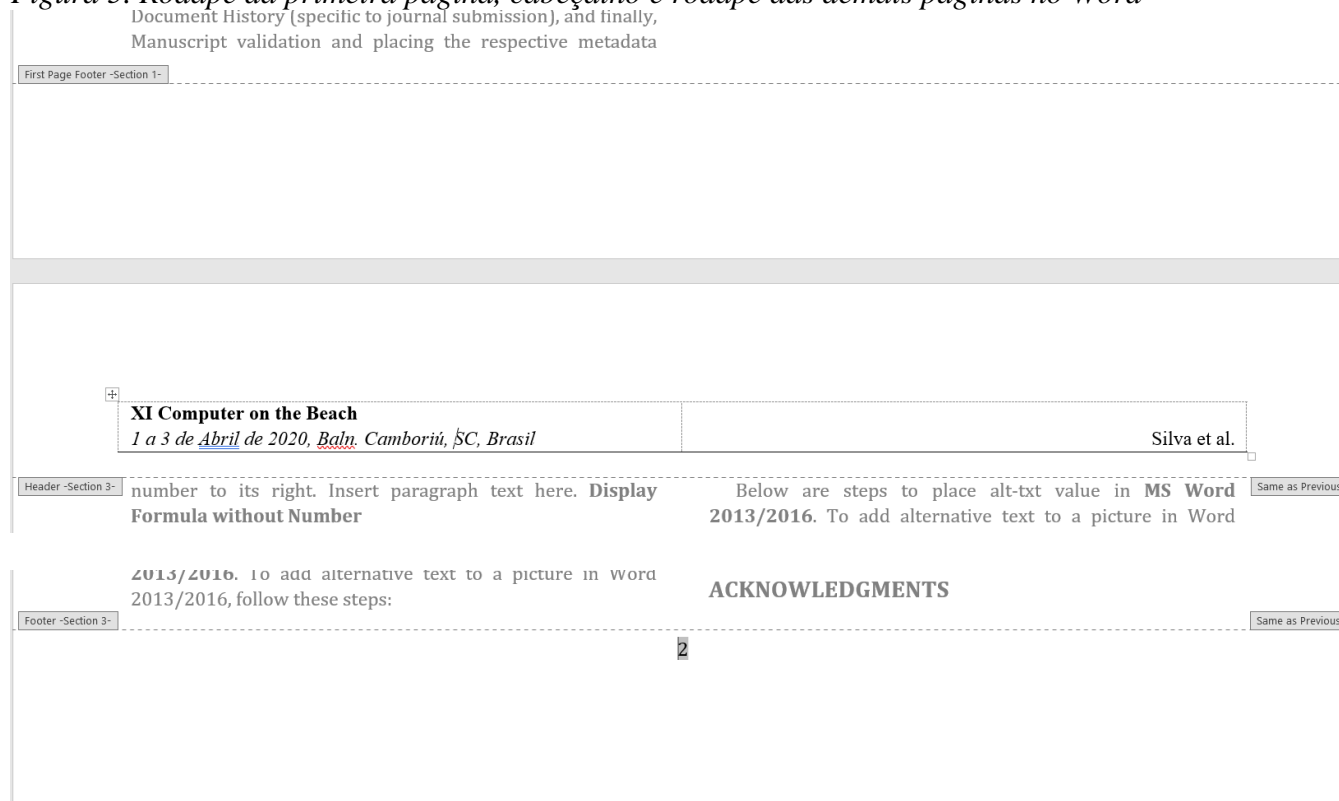 Figura 3: Rodapé da primeira página, cabeçalho e rodapé das demais páginas no Word
Document History (specific to journal submission), and finally,
Manuscript validation and placing the respective metadata
First Page Footer -Section 1-
XI Computer on the Beach
1 a 3 de Abril de 2020, Baln. Camboriú, SC, Brasil
Silva et al.
Header -Section 3-
Same as Previous
number to its right. Insert paragraph text here. Display
Formula without Number
Below are steps to place alt-txt value in MS Word
2013/2016. To add alternative text to a picture in Word
2013/2016. To add alternative text to a picture in Word
2013/2016, follow these steps:
ACKNOWLEDGMENTS
Footer -Section 3-
Same as Previous
2